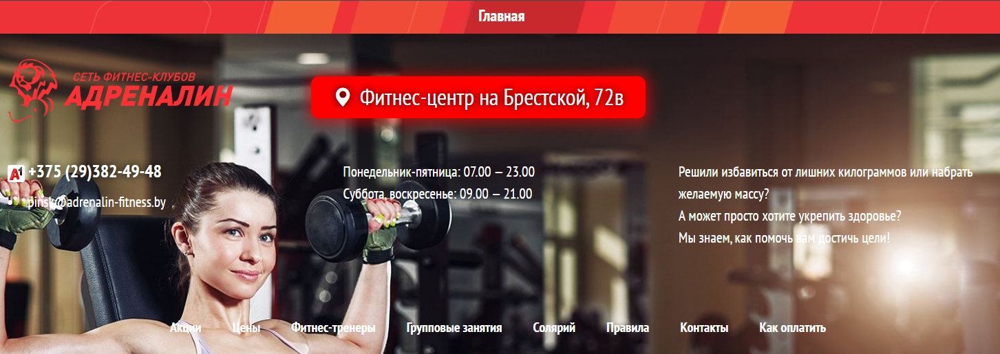 Главная
СЕТЬ ФИТНЕС-КЛУБОВ
АДРЕНАЛИН
Фитнес-центр на Брестской, 72в
A1 +375 (29)382-49-48
pinsk@adrenalin-fitness.by
Понедельник-пятница: 07.00 — 23.00
Суббота, воскресенье: 09.00 — 21.00
Решили избавиться от лишних килограммов или набрать
желаемую массу?
А может просто хотите укрепить здоровье?
Мы знаем, как помочь вам достичь цели!
Акции Цены Фитнес-тренеры Групповые занятия Солярий Правила Контакты Как оплатить